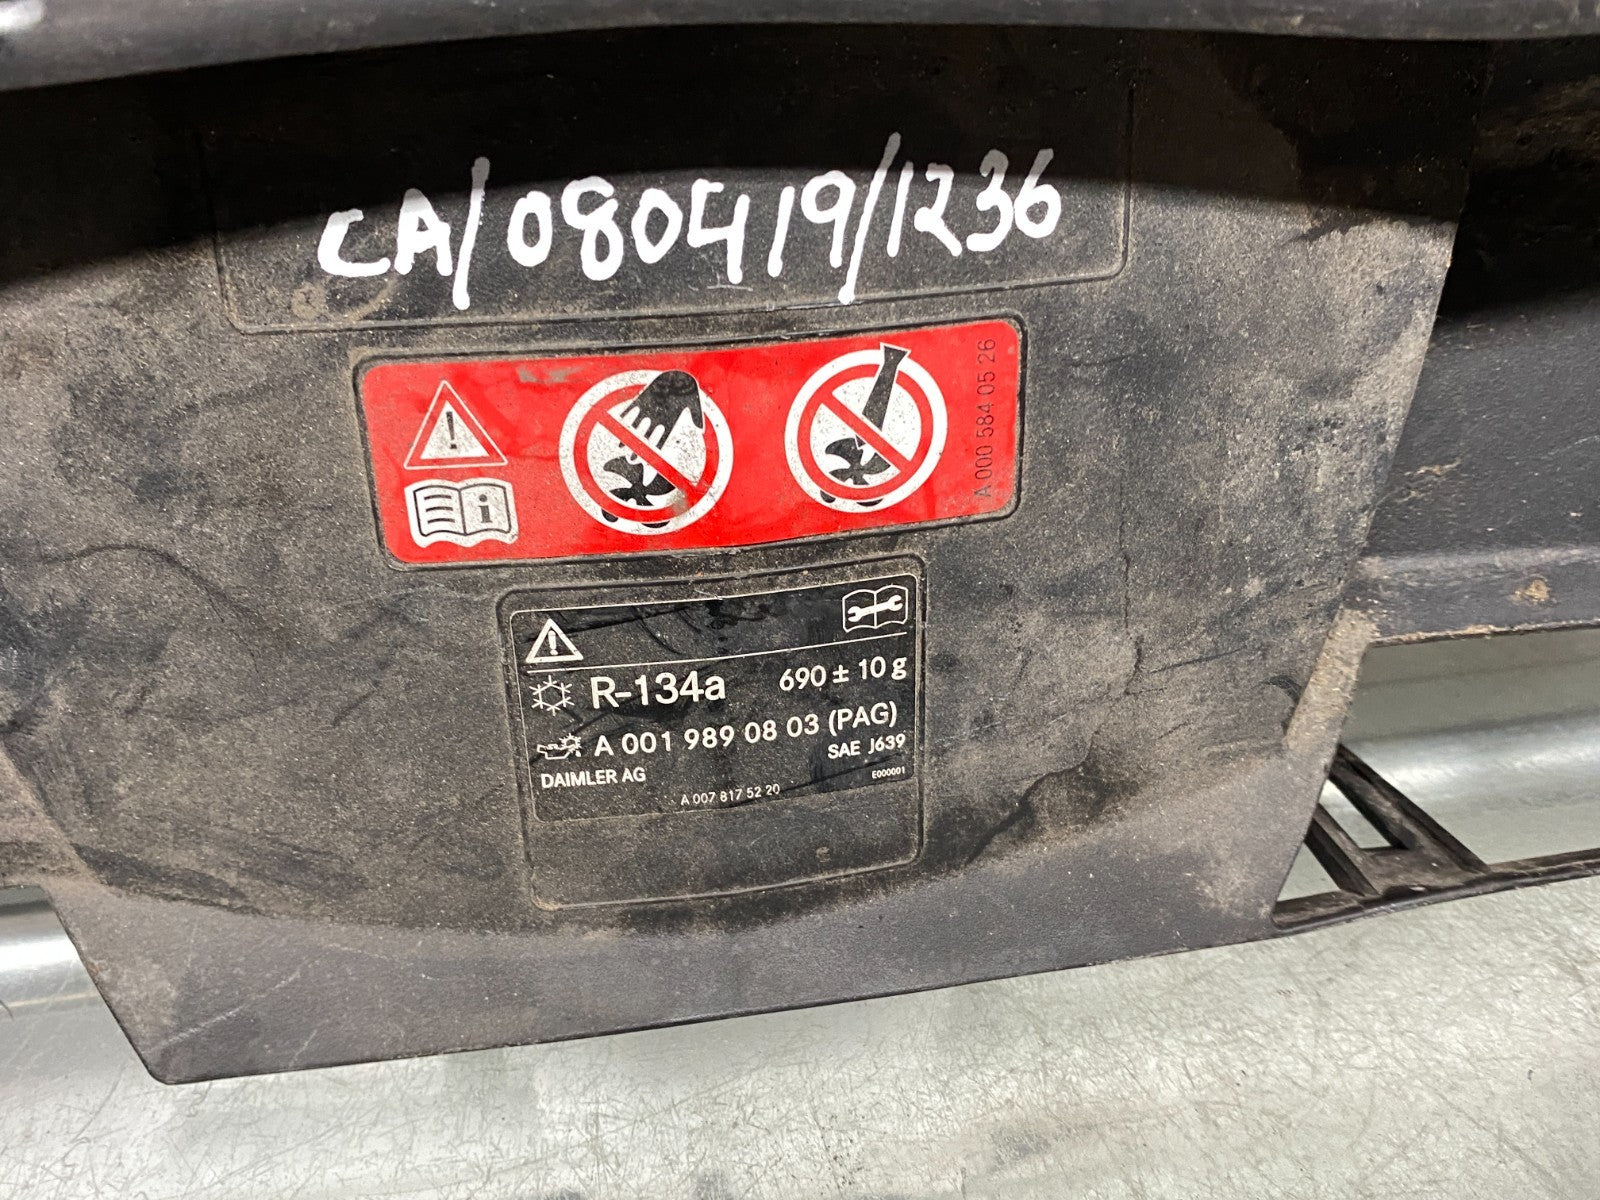 CA/080419/1236
A 000 584 05 26
R-134a 690 ± 10 g
A 001 989 08 03 (PAG)
SAE J639
DAIMLER AG
E000001
A 007 817 52 20